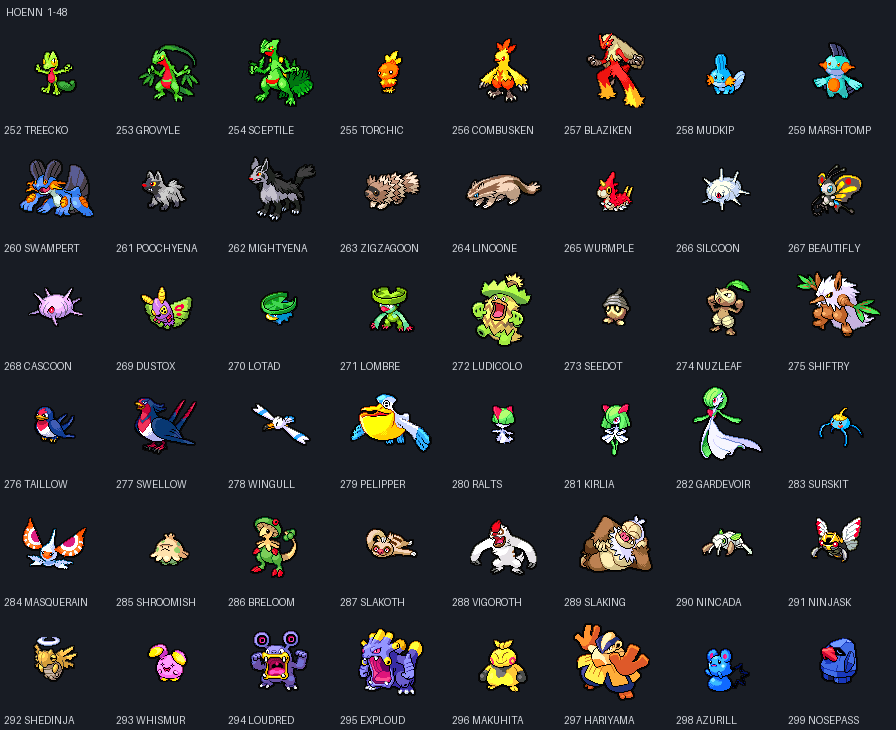 HOENN 1-48
252 TREECKO 253 GROVYLE 254 SCEPTILE 255 TORCHIC 256 COMBUSKEN 257 BLAZIKEN 258 MUDKIP 259 MARSHTOMP
260 SWAMPERT 261 POOCHYENA 262 MIGHTYENA 263 ZIGZAGOON 264 LINOONE 265 WURMPLE 266 SILCOON 267 BEAUTIFLY
268 CASCOON 269 DUSTOX 270 LOTAD 271 LOMBRE 272 LUDICOLO 273 SEEDOT 274 NUZLEAF 275 SHIFTRY
276 TAILLOW 277 SWELLOW 278 WINGULL 279 PELIPPER 280 RALTS 281 KIRLIA 282 GARDEVOIR 283 SURSKIT
284 MASQUERAIN 285 SHROOMISH 286 BRELOOM 287 SLAKOTH 288 VIGOROTH 289 SLAKING 290 NINCADA 291 NINJASK
292 SHEDINJA 293 WHISMUR 294 LOUDRED 295 EXPLOUD 296 MAKUHITA 297 HARIYAMA 298 AZURILL 299 NOSEPASS